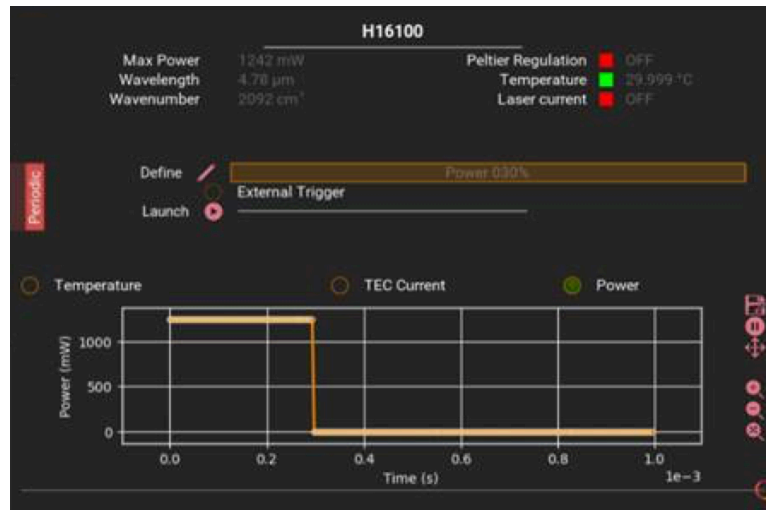 H16100
Max Power 1242 mW Peltier Regulation OFF
Wavelength 4.78 µm Temperature 29.999 °C
Wavenumber 2092 cm⁻¹ Laser current OFF
Periodic
Define Power 030%
External Trigger
Launch
Temperature TEC Current Power
Power (mW)
1000
500
0
0.0 0.2 0.4 0.6 0.8 1.0
Time (s) 1e−3